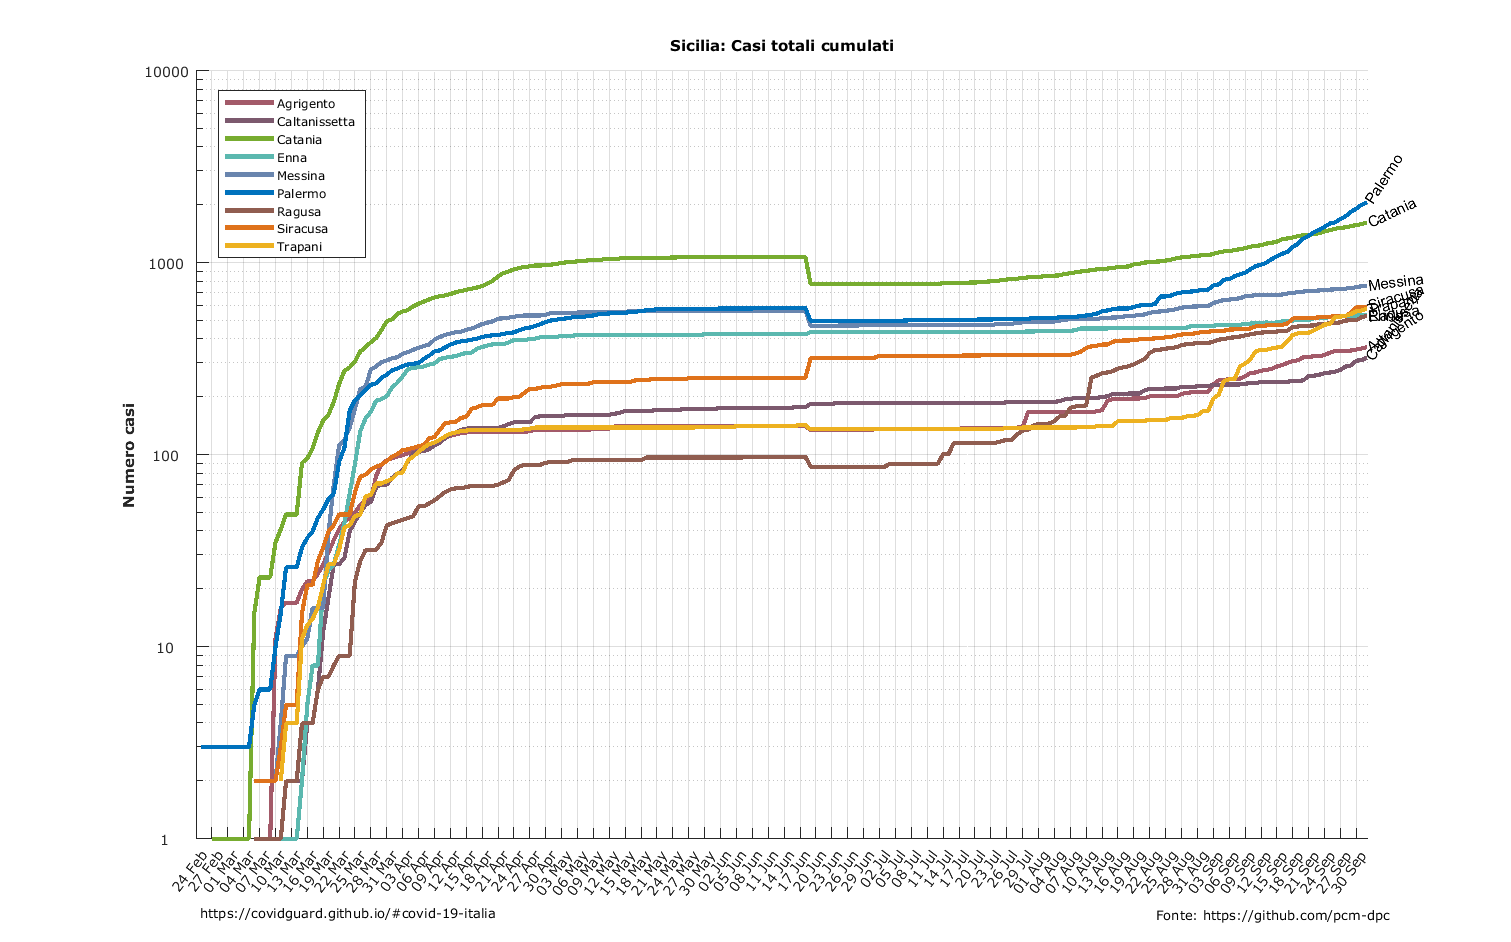 Sicilia: Casi totali cumulati
Numero casi
10000
1000
100
10
1
Agrigento
Caltanissetta
Catania
Enna
Messina
Palermo
Ragusa
Siracusa
Trapani
Palermo
Catania
Messina
Siracusa
Trapani
Ragusa
Agrigento
24 Feb
27 Feb
01 Mar
04 Mar
07 Mar
10 Mar
13 Mar
16 Mar
19 Mar
22 Mar
25 Mar
28 Mar
31 Mar
03 Apr
06 Apr
09 Apr
12 Apr
15 Apr
18 Apr
21 Apr
24 Apr
27 Apr
30 Apr
03 May
06 May
09 May
12 May
15 May
18 May
21 May
24 May
27 May
30 May
02 Jun
05 Jun
08 Jun
11 Jun
14 Jun
17 Jun
20 Jun
23 Jun
26 Jun
29 Jun
02 Jul
05 Jul
08 Jul
11 Jul
14 Jul
17 Jul
20 Jul
23 Jul
26 Jul
29 Jul
01 Aug
04 Aug
07 Aug
10 Aug
13 Aug
16 Aug
19 Aug
22 Aug
25 Aug
28 Aug
31 Aug
03 Sep
06 Sep
09 Sep
12 Sep
15 Sep
18 Sep
21 Sep
24 Sep
27 Sep
30 Sep
https://covidguard.github.io/#covid-19-italia
Fonte: https://github.com/pcm-dpc